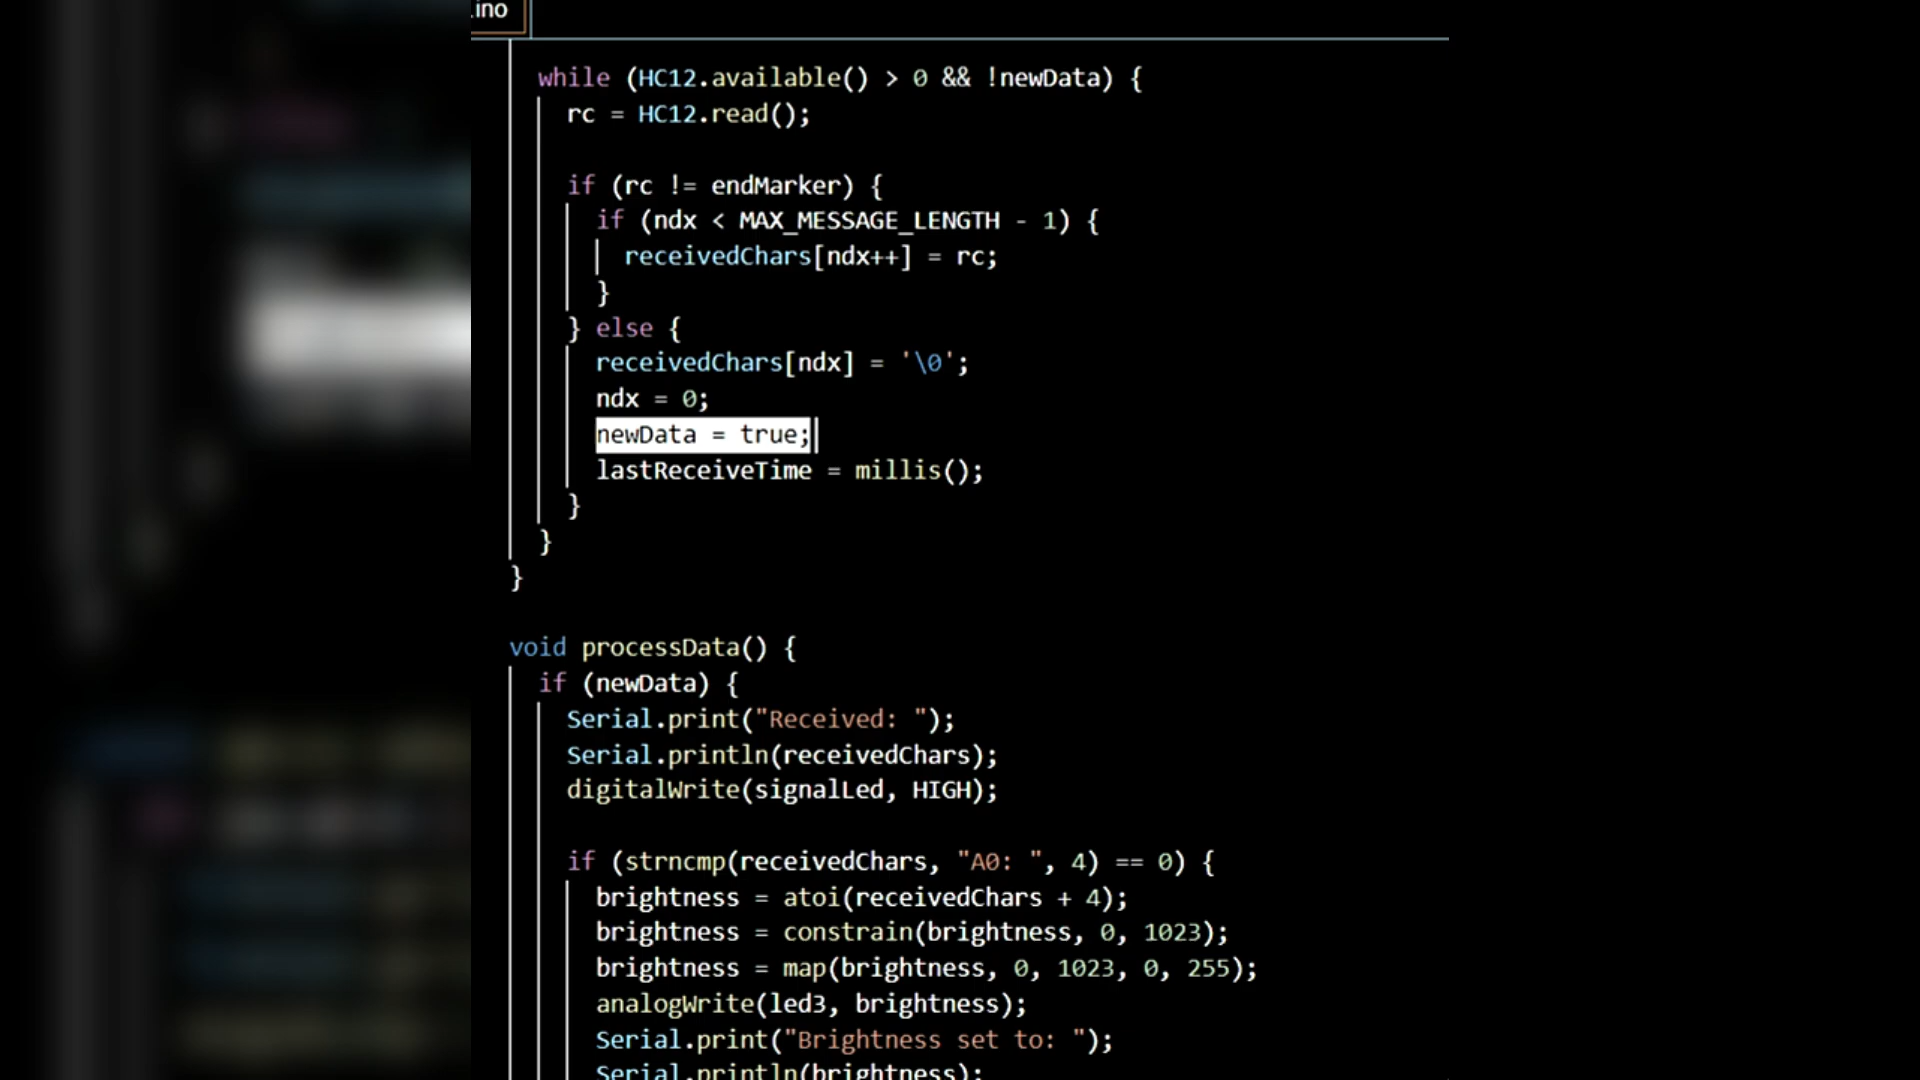 .ino
while (HC12.available() > 0 && !newData) {
rc = HC12.read();
if (rc != endMarker) {
if (ndx < MAX_MESSAGE_LENGTH - 1) {
receivedChars[ndx++] = rc;
}
} else {
receivedChars[ndx] = '\0';
ndx = 0;
newData = true;
lastReceiveTime = millis();
}
}
}
void processData() {
if (newData) {
Serial.print("Received: ");
Serial.println(receivedChars);
digitalWrite(signalLed, HIGH);
if (strncmp(receivedChars, "A0: ", 4) == 0) {
brightness = atoi(receivedChars + 4);
brightness = constrain(brightness, 0, 1023);
brightness = map(brightness, 0, 1023, 0, 255);
analogWrite(led3, brightness);
Serial.print("Brightness set to: ");
Serial.println(brightness);